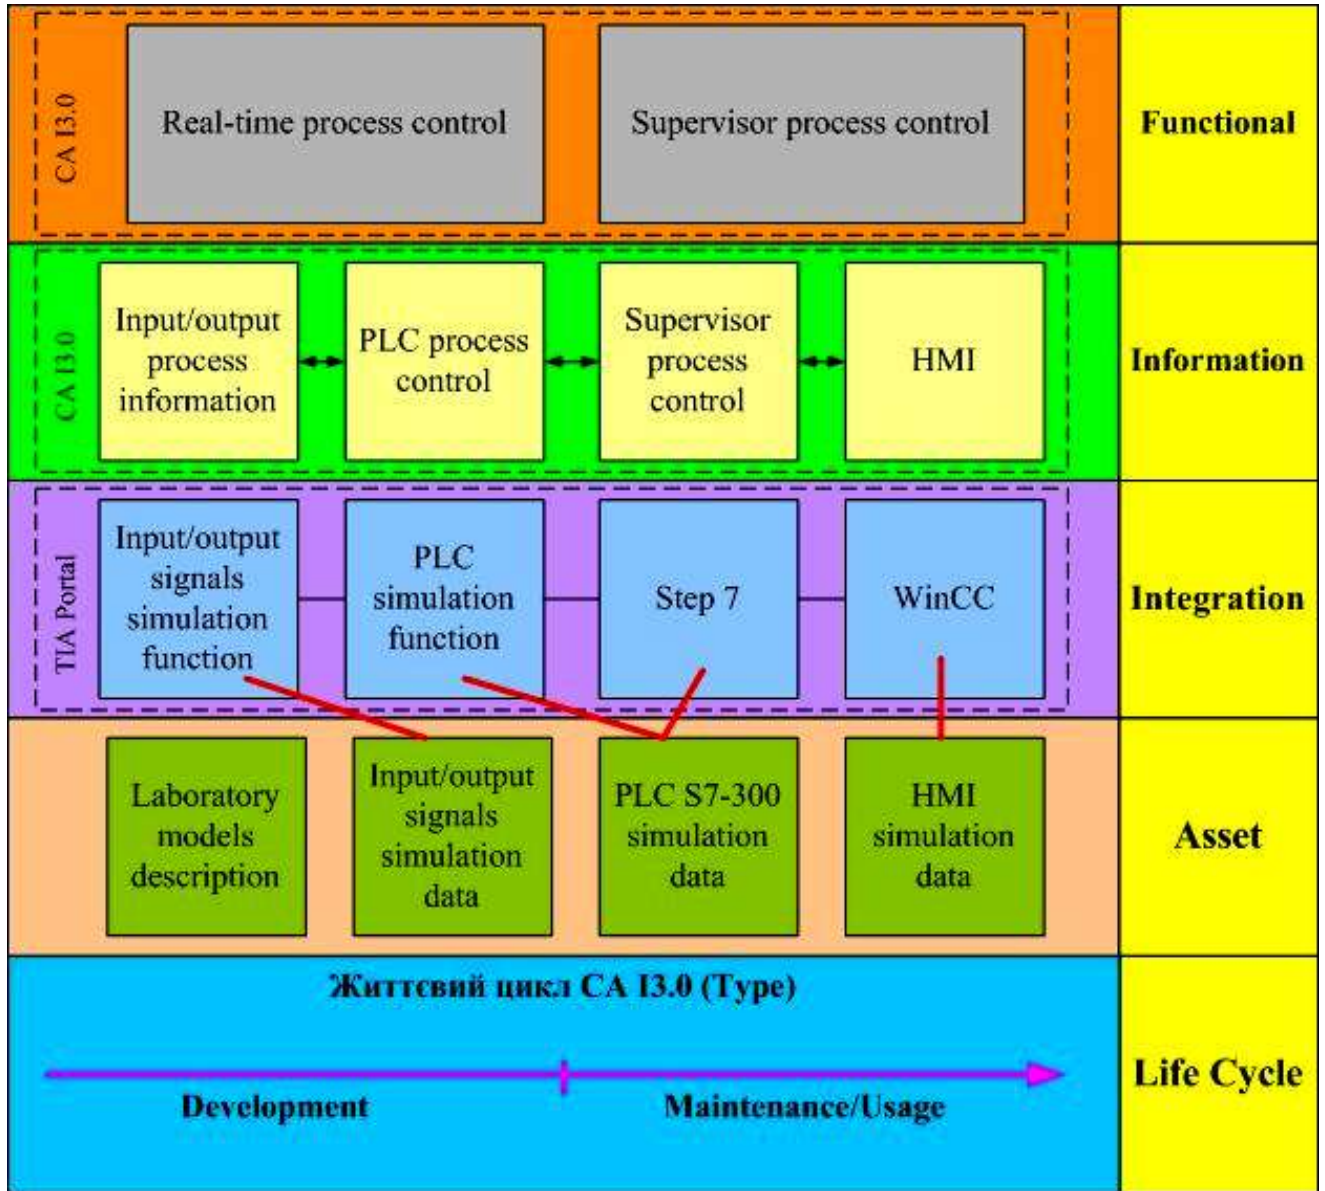 CA I3.0
Real-time process control
Supervisor process control
Functional
CA I3.0
Input/output
process
information
PLC process
control
Supervisor
process
control
HMI
Information
TIA Portal
Input/output
signals
simulation
function
PLC
simulation
function
Step 7
WinCC
Integration
Laboratory
models
description
Input/output
signals
simulation
data
PLC S7-300
simulation
data
HMI
simulation
data
Asset
Життєвий цикл СА І3.0 (Type)
Development
Maintenance/Usage
Life Cycle